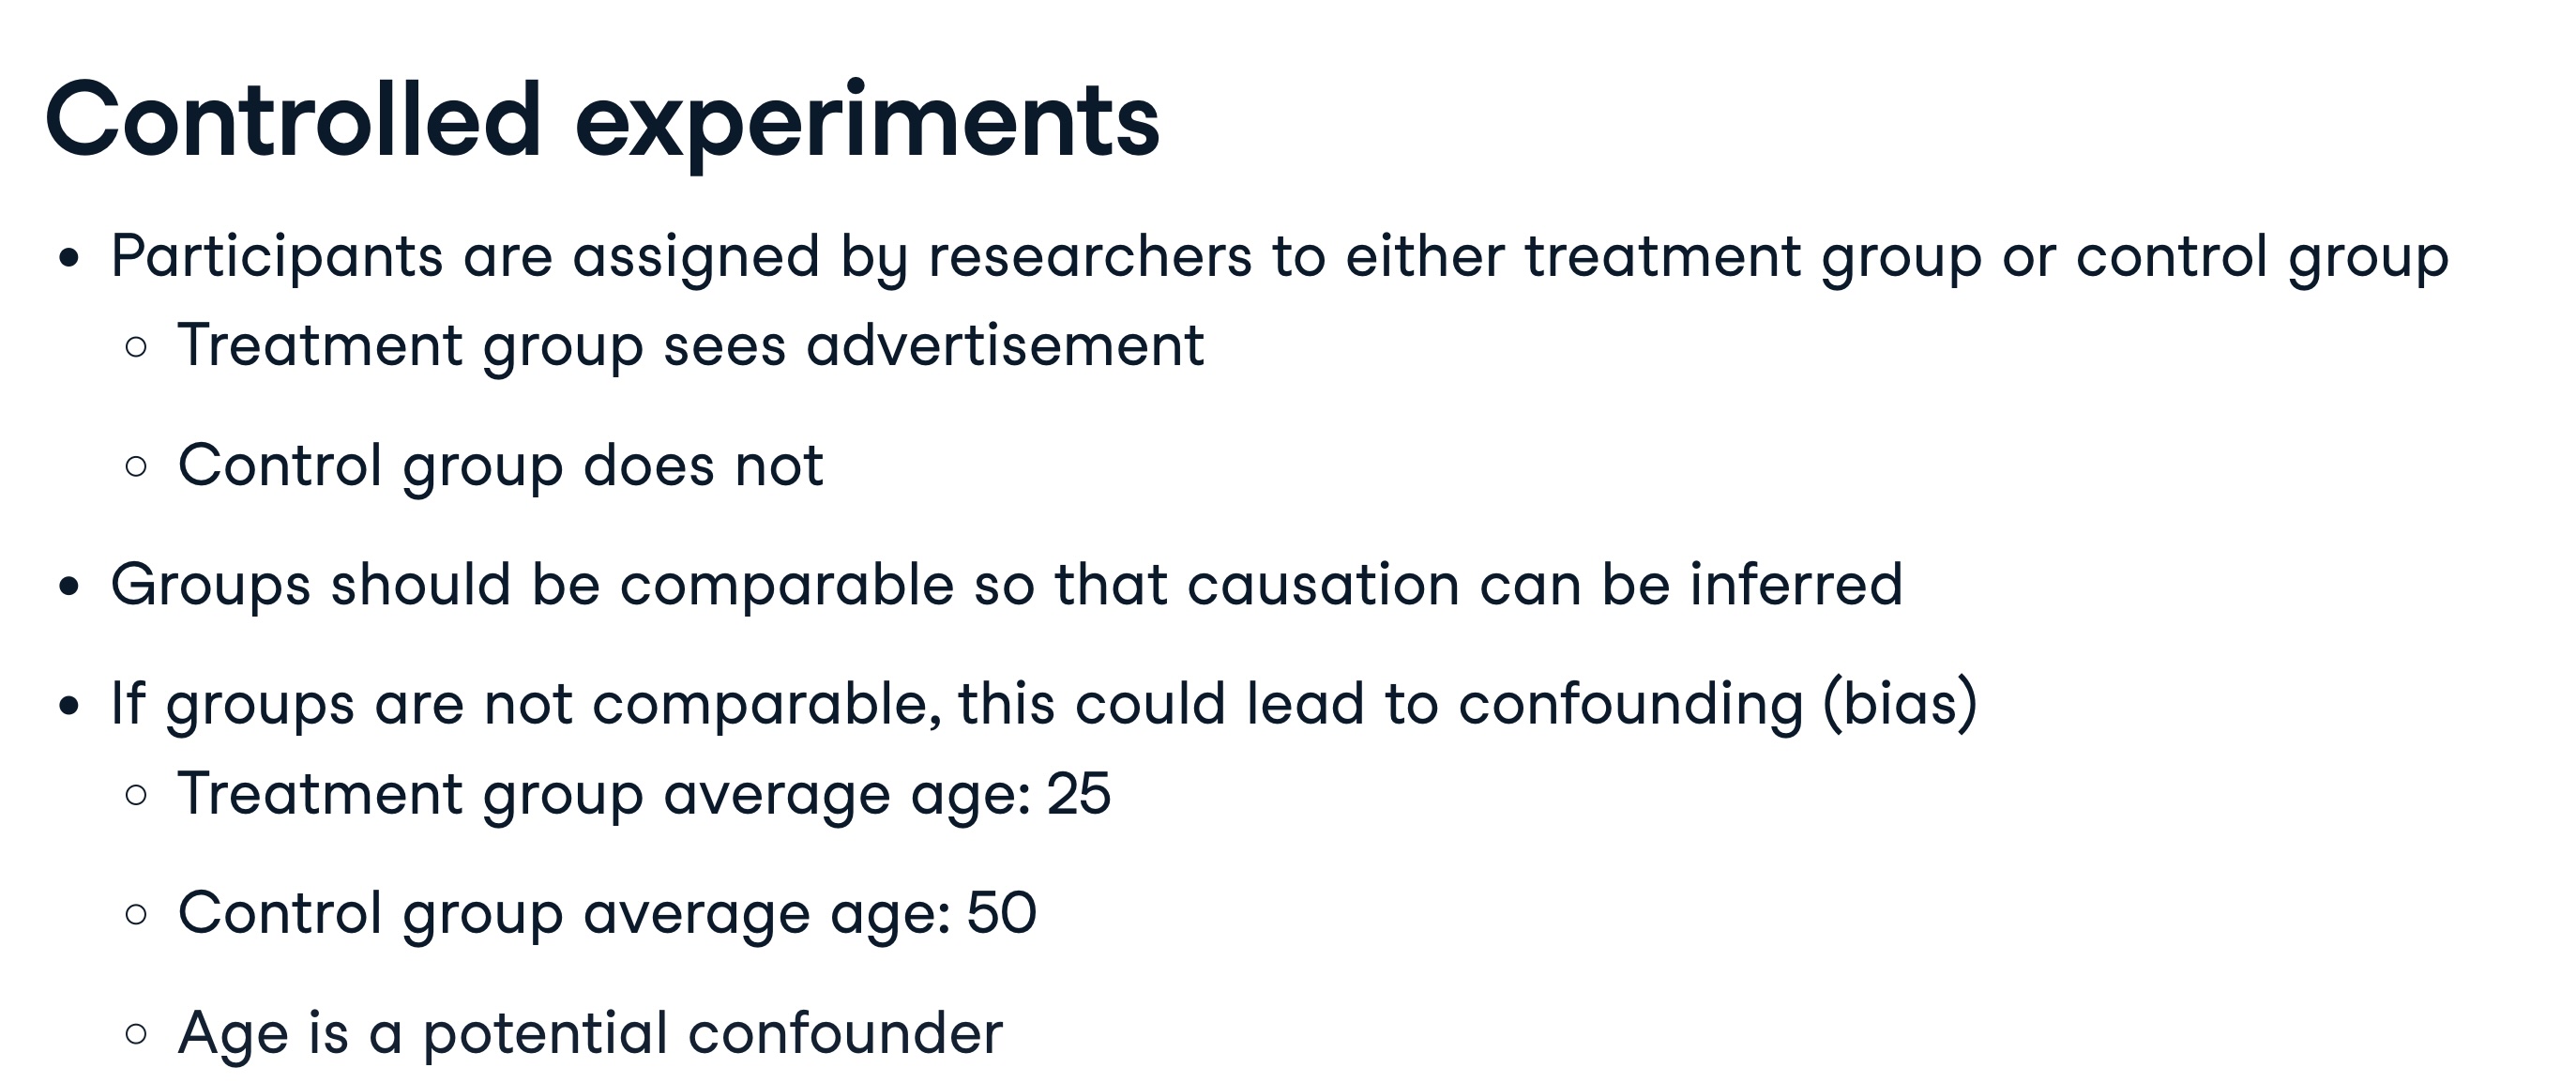 Controlled experiments
• Participants are assigned by researchers to either treatment group or control group
○ Treatment group sees advertisement
○ Control group does not
• Groups should be comparable so that causation can be inferred
• If groups are not comparable, this could lead to confounding (bias)
○ Treatment group average age: 25
○ Control group average age: 50
○ Age is a potential confounder